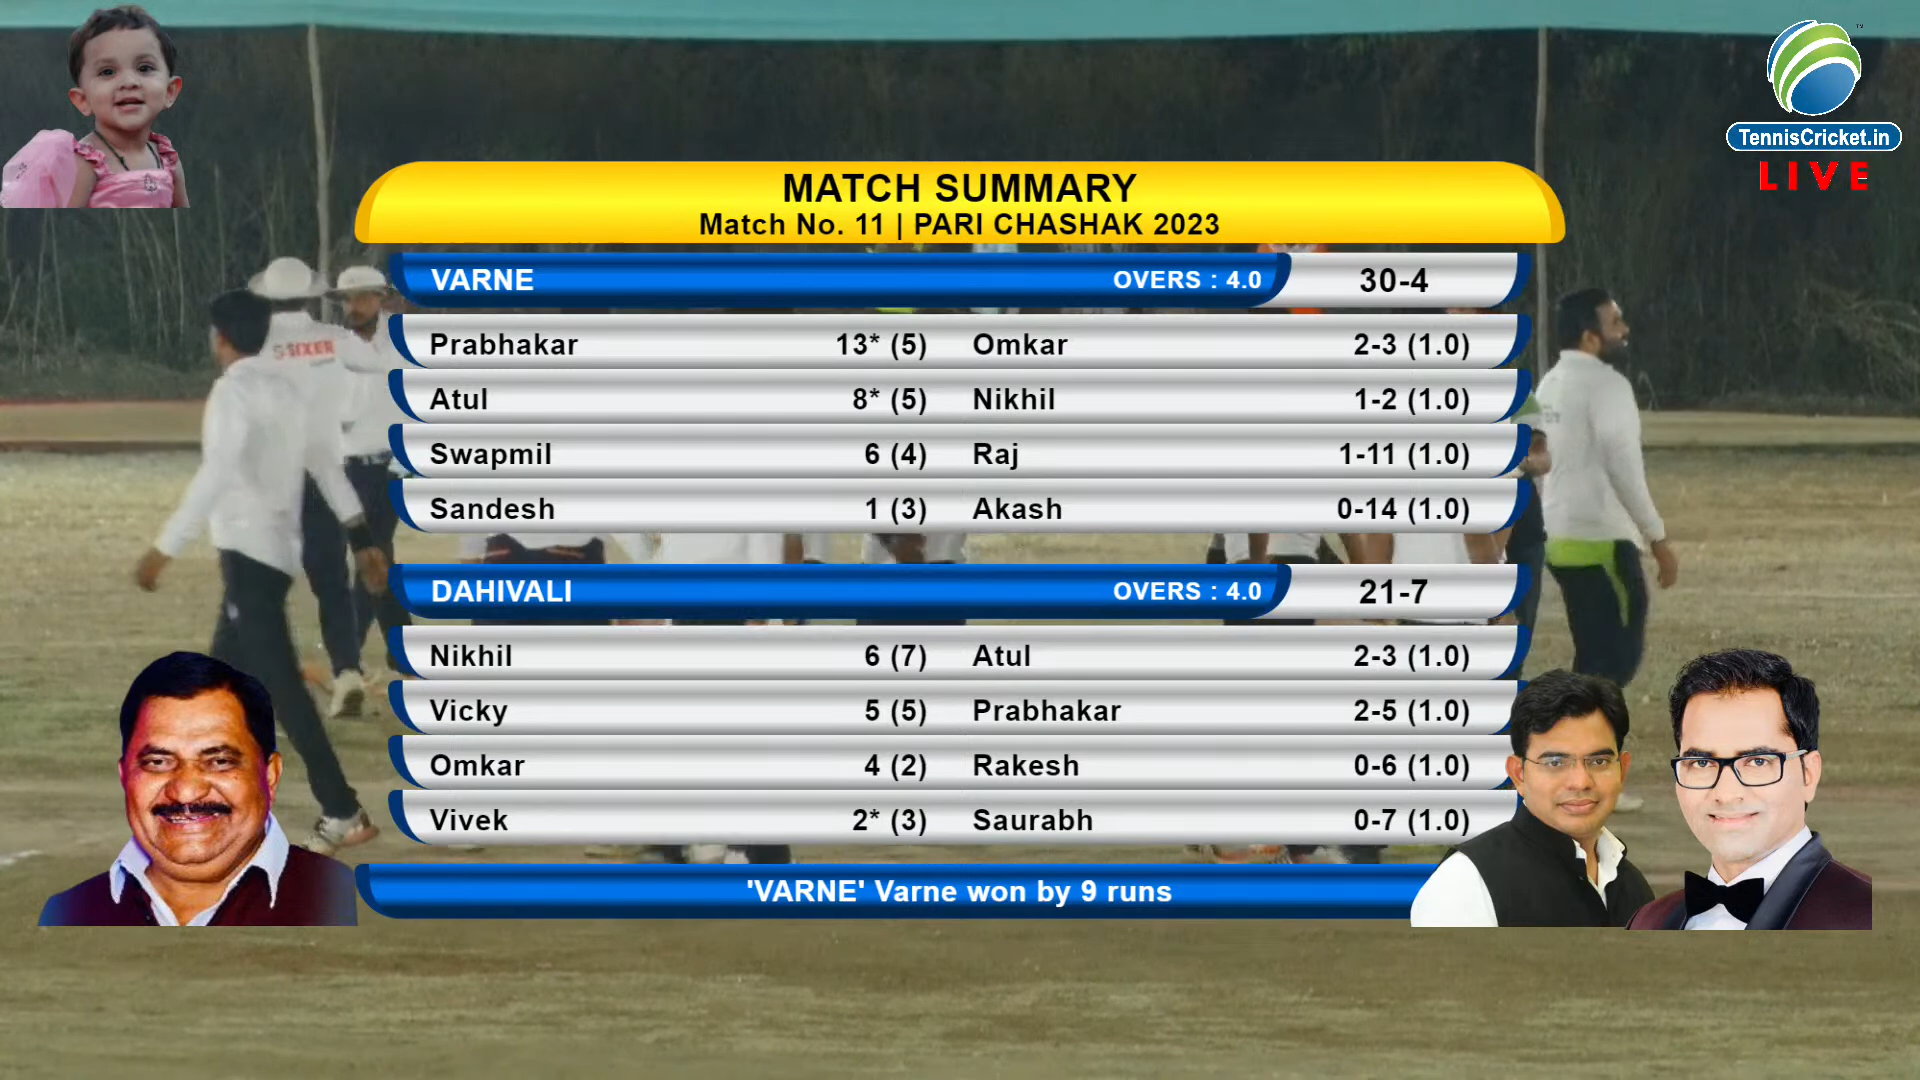 TennisCricket.in
LIVE
MATCH SUMMARY
Match No. 11 | PARI CHASHAK 2023
VARNE OVERS : 4.0 30-4
Prabhakar 13* (5) Omkar 2-3 (1.0)
Atul 8* (5) Nikhil 1-2 (1.0)
SIXER
Swapmil 6 (4) Raj 1-11 (1.0)
Sandesh 1 (3) Akash 0-14 (1.0)
DAHIVALI OVERS : 4.0 21-7
Nikhil 6 (7) Atul 2-3 (1.0)
Vicky 5 (5) Prabhakar 2-5 (1.0)
Omkar 4 (2) Rakesh 0-6 (1.0)
Vivek 2* (3) Saurabh 0-7 (1.0)
'VARNE' Varne won by 9 runs